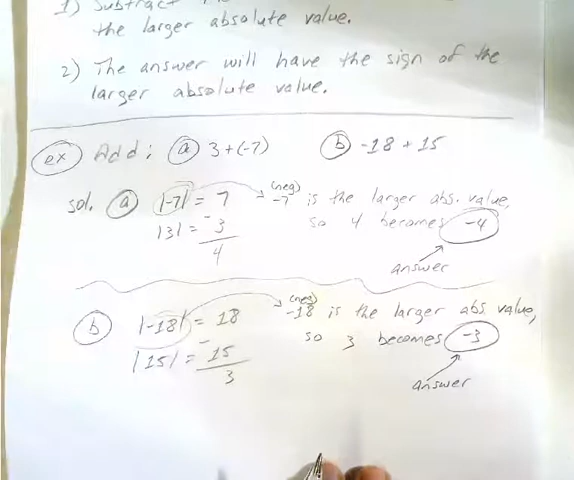 1) Subtract the
the larger absolute value.
2) The answer will have the sign of the
larger absolute value.
ex Add: a 3+(-7) b -18 + 15
sol. a |-7| = 7 (neg) -7 is the larger abs. value,
|3| = -3 so 4 becomes -4
4 answer
b |-18| = 18 (neg) -18 is the larger abs. value,
|15| = -15 so 3 becomes -3
3 answer